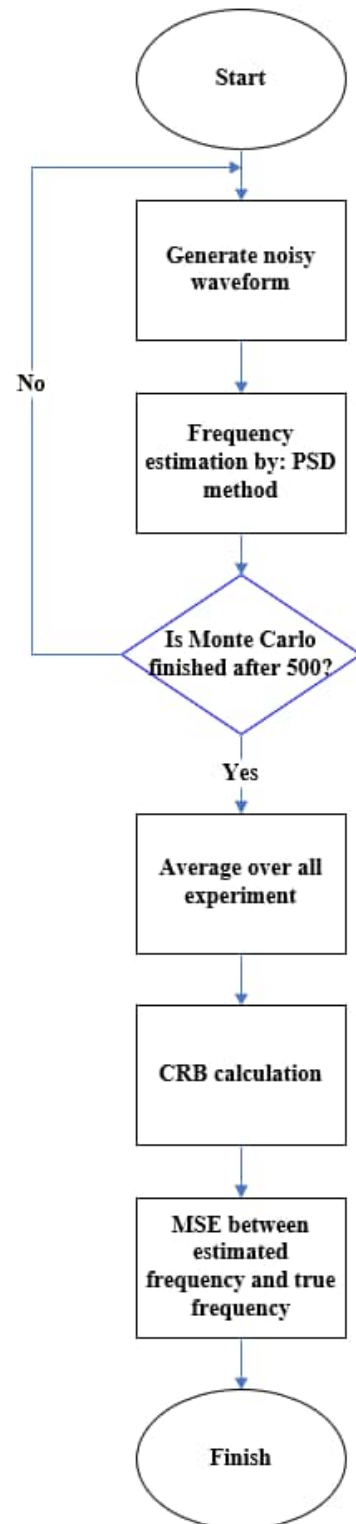 Start
Generate noisy
waveform
No
Frequency
estimation by: PSD
method
Is Monte Carlo
finished after 500?
Yes
Average over all
experiment
CRB calculation
MSE between
estimated
frequency and true
frequency
Finish